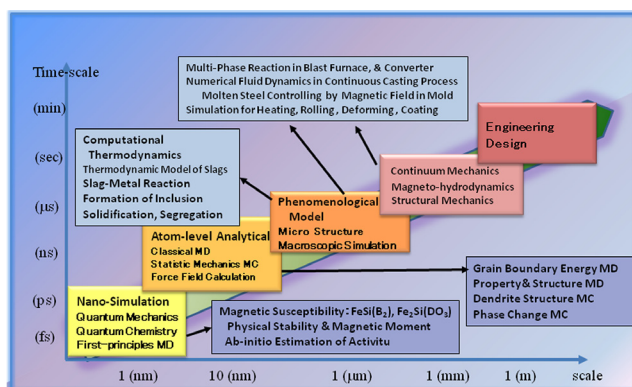 Time-scale
(min)
(sec)
(μs)
(ns)
(ps)
(fs)
Multi-Phase Reaction in Blast Furnace, & Converter
Numerical Fluid Dynamics in Continuous Casting Process
Molten Steel Controlling by Magnetic Field in Mold
Simulation for Heating, Rolling, Deforming, Coating
Computational
Thermodynamics
Thermodynamic Model of Slags
Slag-Metal Reaction
Formation of Inclusion
Solidification, Segregation
Engineering
Design
Continuum Mechanics
Magneto-hydrodynamics
Structural Mechanics
Phenomenological
Model
Micro Structure
Macroscopic Simulation
Atom-level Analytical
Classical MD
Statistic Mechanics MC
Force Field Calculation
Nano-Simulation
Quantum Mechanics
Quantum Chemistry
First-principles MD
Grain Boundary Energy MD
Property & Structure MD
Dendrite Structure MC
Phase Change MC
Magnetic Susceptibility: FeSi(B₂), Fe₂Si(DO₃)
Physical Stability & Magnetic Moment
Ab-initio Estimation of Activitu
1 (nm) 10 (nm) 1 (μm) 1 (mm) 1 (m) scale